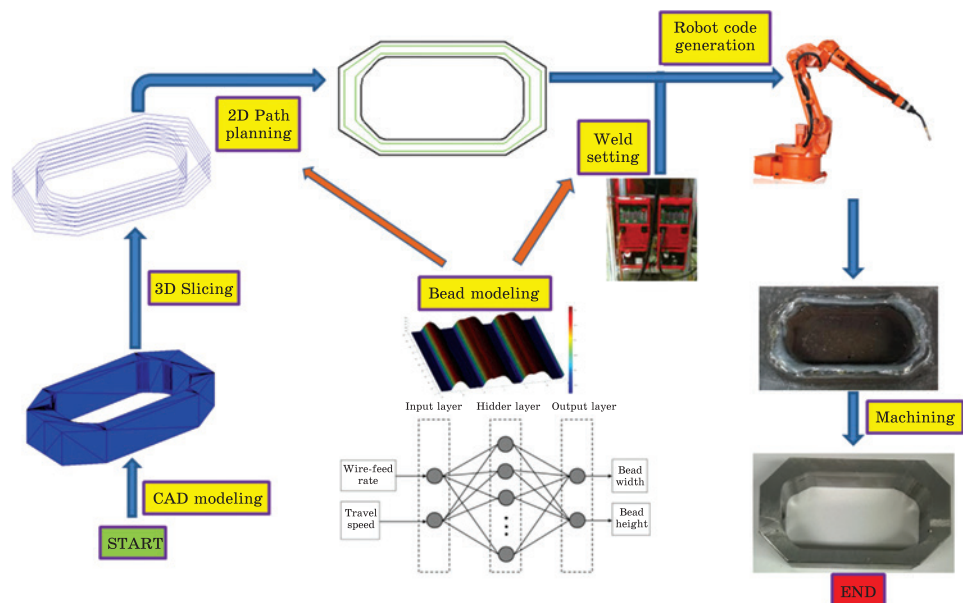 Robot code
generation
2D Path
planning
Weld
setting
3D Slicing
Bead modeling
Input layer
Hidder layer
Output layer
Wire-feed
rate
Travel
speed
Bead
width
Bead
height
Machining
CAD modeling
START
END